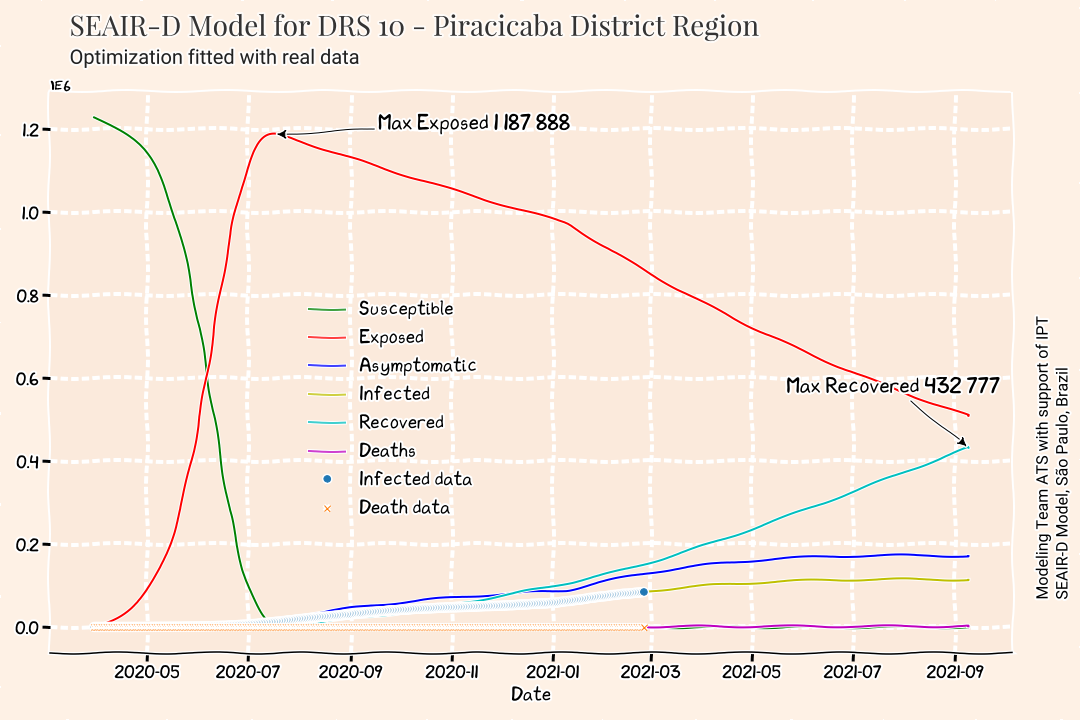 SEAIR-D Model for DRS 10 - Piracicaba District Region
Optimization fitted with real data
1E6
Max Exposed 1 187 888
1.2
1.0
0.8
0.6
0.4
0.2
0.0
Susceptible
Exposed
Asymptomatic
Infected
Recovered
Deaths
Infected data
Death data
Max Recovered 432 777
2020-05
2020-07
2020-09
2020-11
2021-01
2021-03
2021-05
2021-07
2021-09
Date
Modeling Team ATS with support of IPT
SEAIR-D Model, São Paulo, Brazil